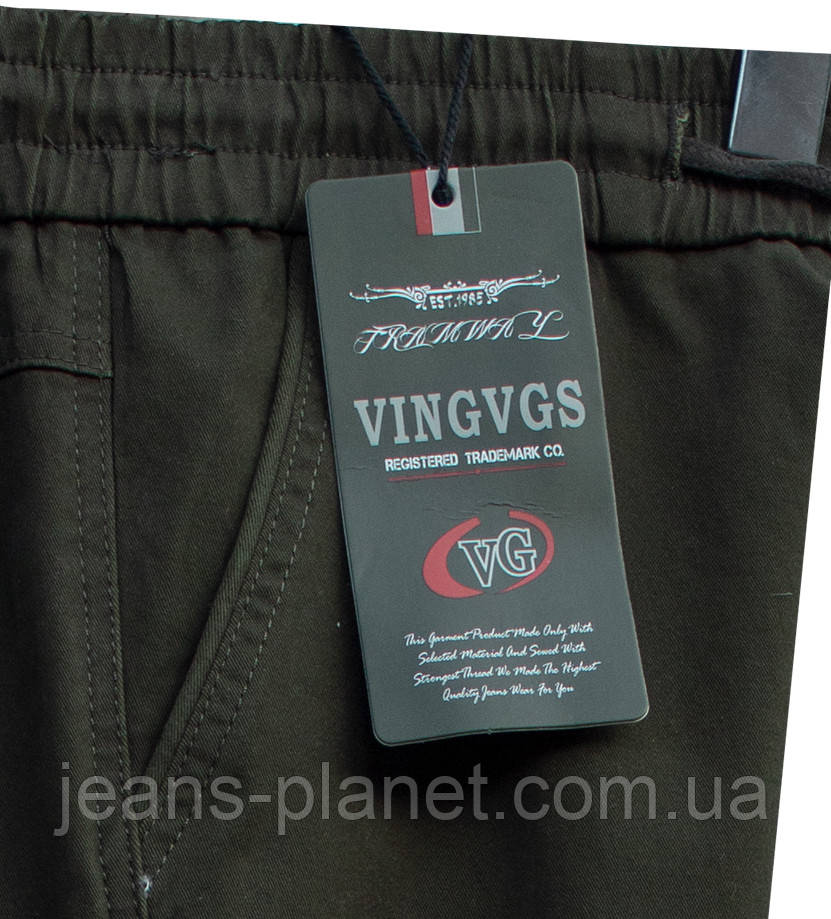 EST.1985
TRAMWAY
VINGVGS
REGISTERED TRADEMARK CO.
VG
This Garment Product Made Only With
Selected Material And Sewed With
Strongest Thread We Made The Highest
Quality Jeans Wear For You
jeans-planet.com.ua